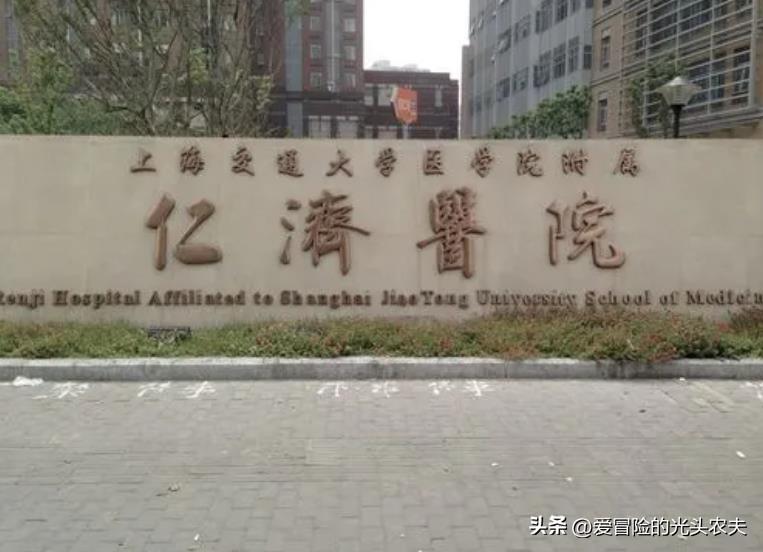 上海交通大学医学院附属
仁濟醫院
Renji Hospital Affiliated to Shanghai JiaoTong University School of Medicine
头条 @爱冒险的光头农夫